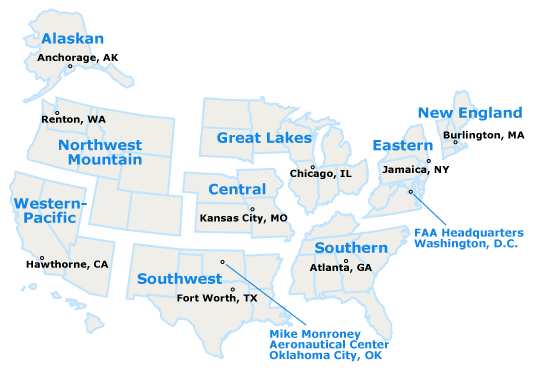 Alaskan
Anchorage, AK
Renton, WA
Northwest
Mountain
Great Lakes
Chicago, IL
New England
Burlington, MA
Eastern
Jamaica, NY
Central
Kansas City, MO
Western-
Pacific
Hawthorne, CA
FAA Headquarters
Washington, D.C.
Southern
Atlanta, GA
Southwest
Fort Worth, TX
Mike Monroney
Aeronautical Center
Oklahoma City, OK